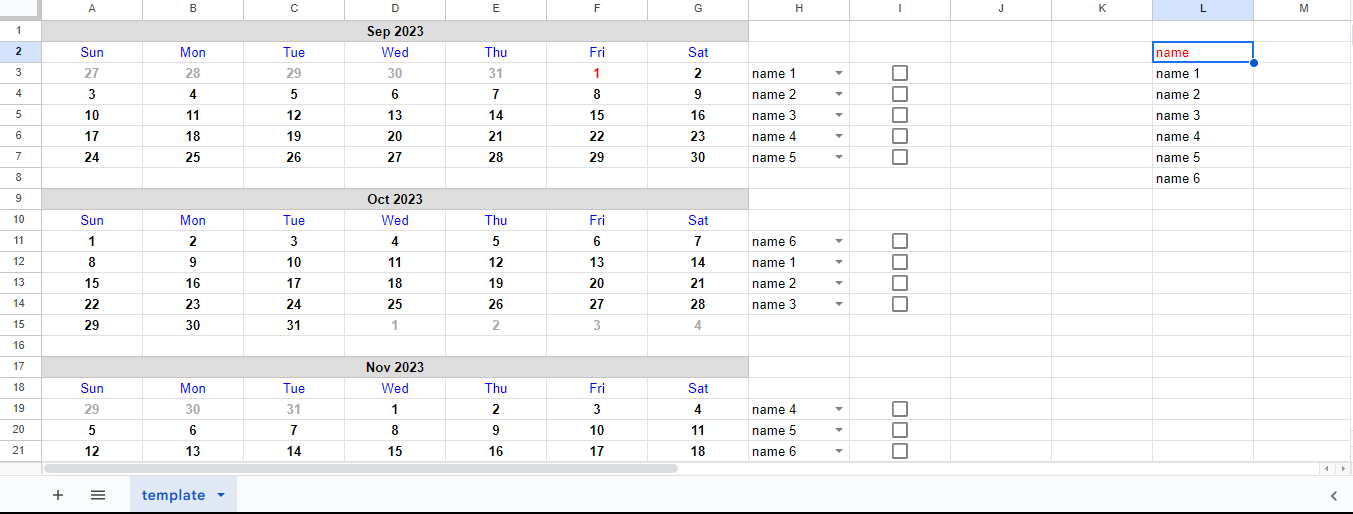 A B C D E F G H I J K L M
1 Sep 2023
2 Sun Mon Tue Wed Thu Fri Sat name
3 27 28 29 30 31 1 2 name 1 name 1
4 3 4 5 6 7 8 9 name 2 name 2
5 10 11 12 13 14 15 16 name 3 name 3
6 17 18 19 20 21 22 23 name 4 name 4
7 24 25 26 27 28 29 30 name 5 name 5
8 name 6
9 Oct 2023
10 Sun Mon Tue Wed Thu Fri Sat
11 1 2 3 4 5 6 7 name 6
12 8 9 10 11 12 13 14 name 1
13 15 16 17 18 19 20 21 name 2
14 22 23 24 25 26 27 28 name 3
15 29 30 31 1 2 3 4
16
17 Nov 2023
18 Sun Mon Tue Wed Thu Fri Sat
19 29 30 31 1 2 3 4 name 4
20 5 6 7 8 9 10 11 name 5
21 12 13 14 15 16 17 18 name 6
template